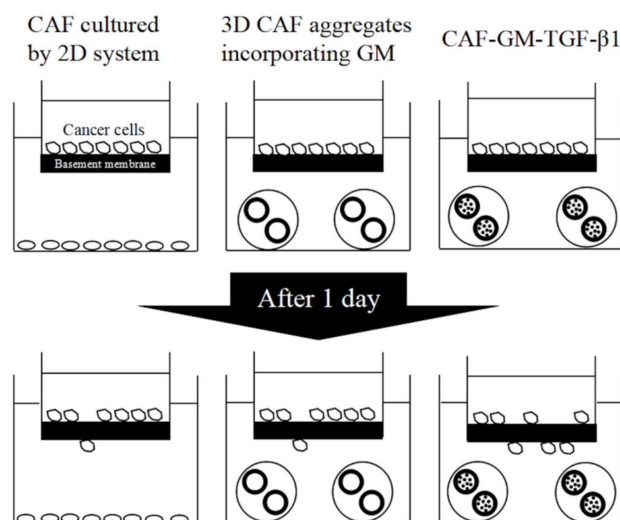 CAF cultured
by 2D system
3D CAF aggregates
incorporating GM
CAF-GM-TGF-β1
Cancer cells
Basement membrane
After 1 day